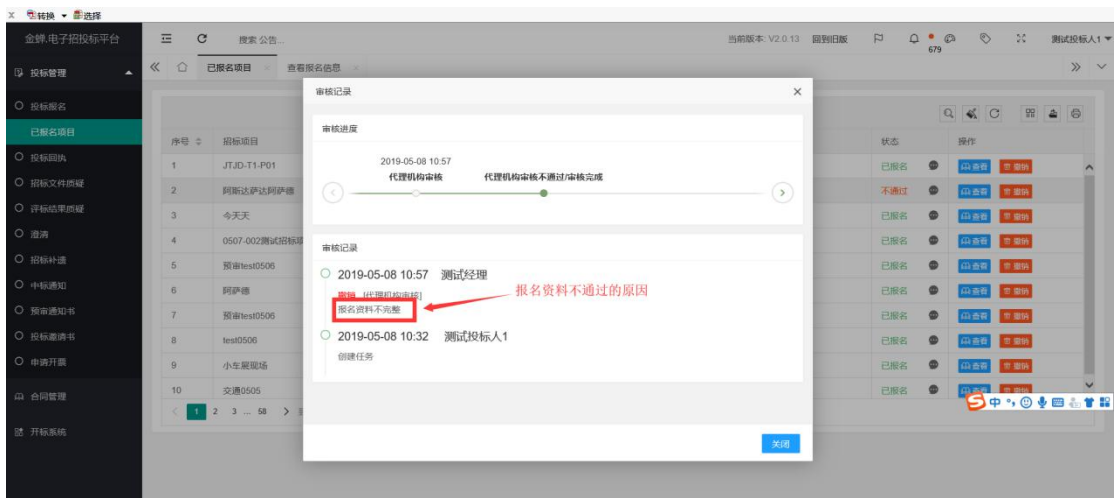 X 转换 选择
金蝉.电子招投标平台
搜索 公告...
当前版本: V2.0.13 回到旧版
679
测试投标人1
投标管理
已报名项目 查看报名信息
投标报名
已报名项目
投标回执
招标文件质疑
评标结果质疑
澄清
招标补遗
中标通知
预审通知书
投标邀请书
申请开票
合同管理
开标系统
序号 招标项目 状态 操作
1 JTJD-T1-P01 已报名 查看 撤销
2 阿斯达萨达阿萨德 不通过 查看 撤销
3 今天天 已报名 查看 撤销
4 0507-002测试招标项 已报名 查看 撤销
5 预审test0506 已报名 查看 撤销
6 阿萨德 已报名 查看 撤销
7 预审test0506 已报名 查看 撤销
8 test0506 已报名 查看 撤销
9 小车展现场 已报名 查看 撤销
10 交通0505 已报名 查看 撤销
1 2 3 ... 58
审核记录
审核进度
2019-05-08 10:57
代理机构审核 代理机构审核不通过/审核完成
审核记录
2019-05-08 10:57 测试经理
撤销 [代理机构审核]
报名资料不完整
报名资料不通过的原因
2019-05-08 10:32 测试投标人1
创建任务
关闭
中